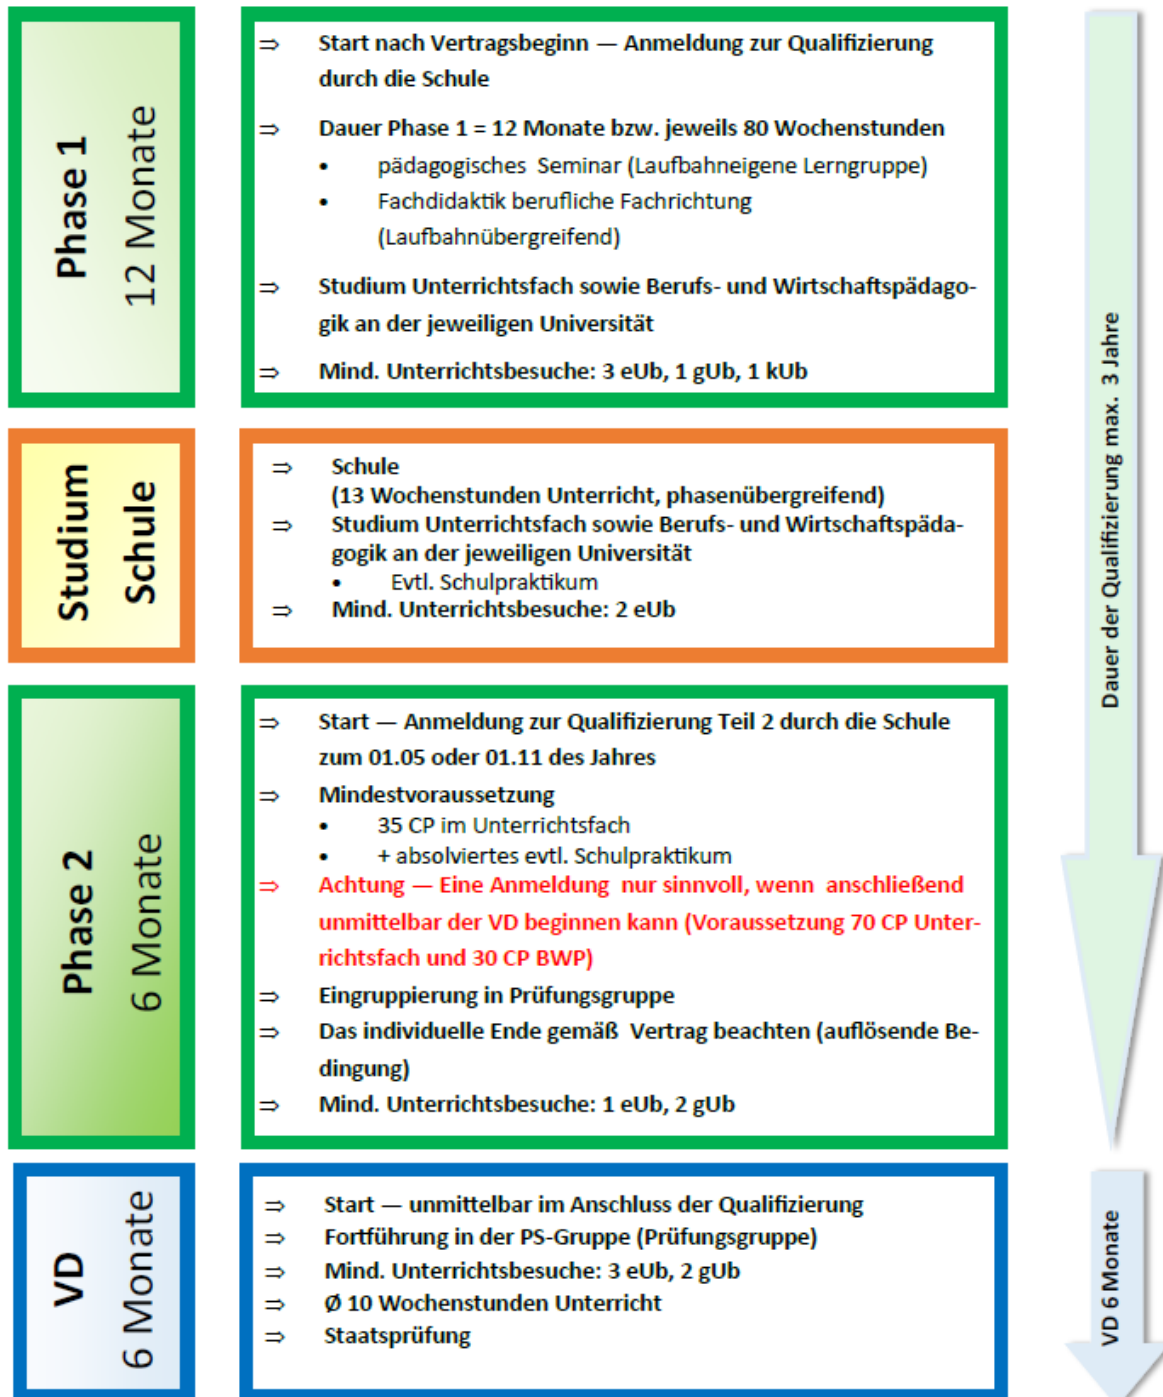 Phase 1
12 Monate
⇒ Start nach Vertragsbeginn — Anmeldung zur Qualifizierung
durch die Schule
⇒ Dauer Phase 1 = 12 Monate bzw. jeweils 80 Wochenstunden
• pädagogisches Seminar (Laufbahneigene Lerngruppe)
• Fachdidaktik berufliche Fachrichtung
(Laufbahnübergreifend)
⇒ Studium Unterrichtsfach sowie Berufs- und Wirtschaftspädago-
gik an der jeweiligen Universität
⇒ Mind. Unterrichtsbesuche: 3 eUb, 1 gUb, 1 kUb
Studium
Schule
⇒ Schule
(13 Wochenstunden Unterricht, phasenübergreifend)
⇒ Studium Unterrichtsfach sowie Berufs- und Wirtschaftspäda-
gogik an der jeweiligen Universität
• Evtl. Schulpraktikum
⇒ Mind. Unterrichtsbesuche: 2 eUb
Phase 2
6 Monate
⇒ Start — Anmeldung zur Qualifizierung Teil 2 durch die Schule
zum 01.05 oder 01.11 des Jahres
⇒ Mindestvoraussetzung
• 35 CP im Unterrichtsfach
• + absolviertes evtl. Schulpraktikum
⇒ Achtung — Eine Anmeldung nur sinnvoll, wenn anschließend
unmittelbar der VD beginnen kann (Voraussetzung 70 CP Unter-
richtsfach und 30 CP BWP)
⇒ Eingruppierung in Prüfungsgruppe
⇒ Das individuelle Ende gemäß Vertrag beachten (auflösende Be-
dingung)
⇒ Mind. Unterrichtsbesuche: 1 eUb, 2 gUb
VD
6 Monate
⇒ Start — unmittelbar im Anschluss der Qualifizierung
⇒ Fortführung in der PS-Gruppe (Prüfungsgruppe)
⇒ Mind. Unterrichtsbesuche: 3 eUb, 2 gUb
⇒ Ø 10 Wochenstunden Unterricht
⇒ Staatsprüfung
Dauer der Qualifizierung max. 3 Jahre
VD 6 Monate